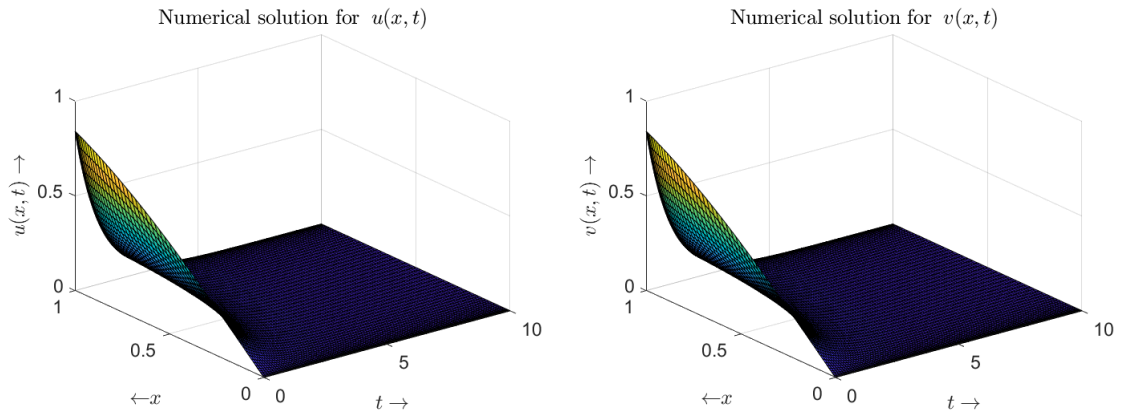 Numerical solution for u(x, t)
1
0.5
0
u(x, t) →
1
0.5
0
←x
0
5
10
t →
Numerical solution for v(x, t)
1
0.5
0
v(x, t) →
1
0.5
0
←x
0
5
10
t →